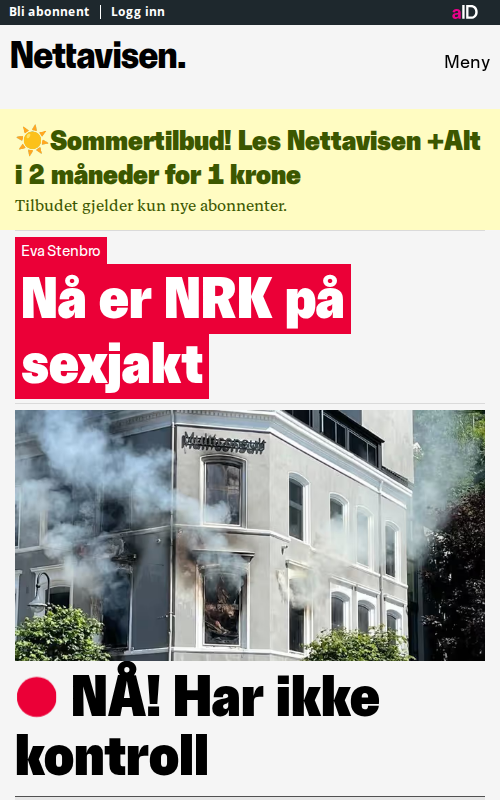 Bli abonnent | Logg inn
aID
Nettavisen.
Meny
☀️Sommertilbud! Les Nettavisen +Alt
i 2 måneder for 1 krone
Tilbudet gjelder kun nye abonnenter.
Eva Stenbro
Nå er NRK på
sexjakt
Multiconsult
🔴 NÅ! Har ikke
kontroll